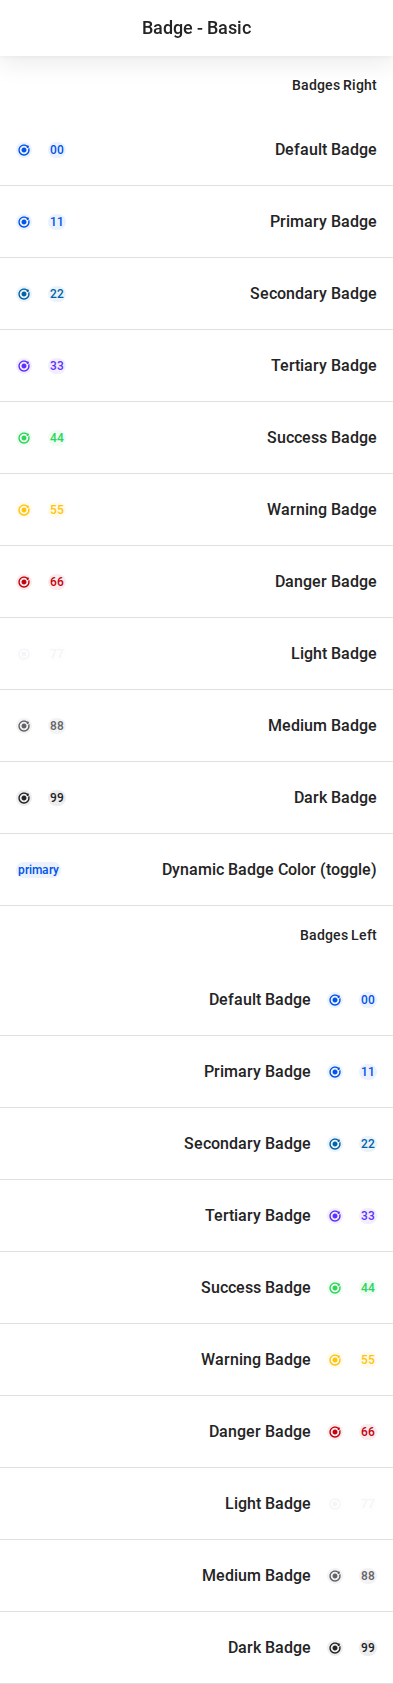 Badge - Basic
Badges Right
00 Default Badge
11 Primary Badge
22 Secondary Badge
33 Tertiary Badge
44 Success Badge
55 Warning Badge
66 Danger Badge
77 Light Badge
88 Medium Badge
99 Dark Badge
primary Dynamic Badge Color (toggle)
Badges Left
Default Badge 00
Primary Badge 11
Secondary Badge 22
Tertiary Badge 33
Success Badge 44
Warning Badge 55
Danger Badge 66
Light Badge 77
Medium Badge 88
Dark Badge 99